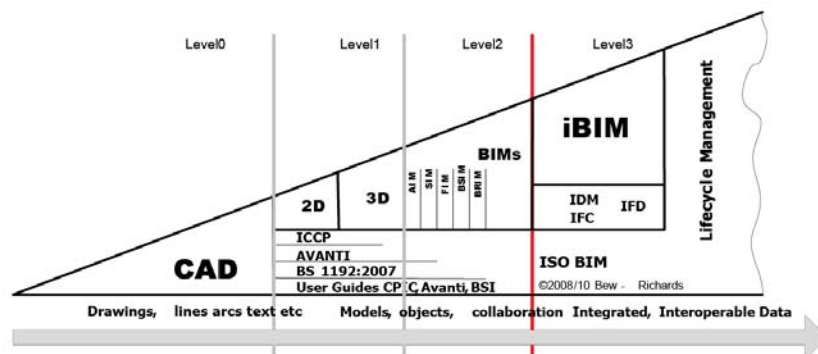 Level0 Level1 Level2 Level3
iBIM
Lifecycle Management
BIMs
2D 3D AIM SIM FIM BSIM BRIM IDM IFD
IFC
CAD
ICCP
AVANTI
BS 1192:2007
User Guides CPIC, Avanti, BSI
ISO BIM
©2008/10 Bew - Richards
Drawings, lines arcs text etc Models, objects, collaboration Integrated, Interoperable Data